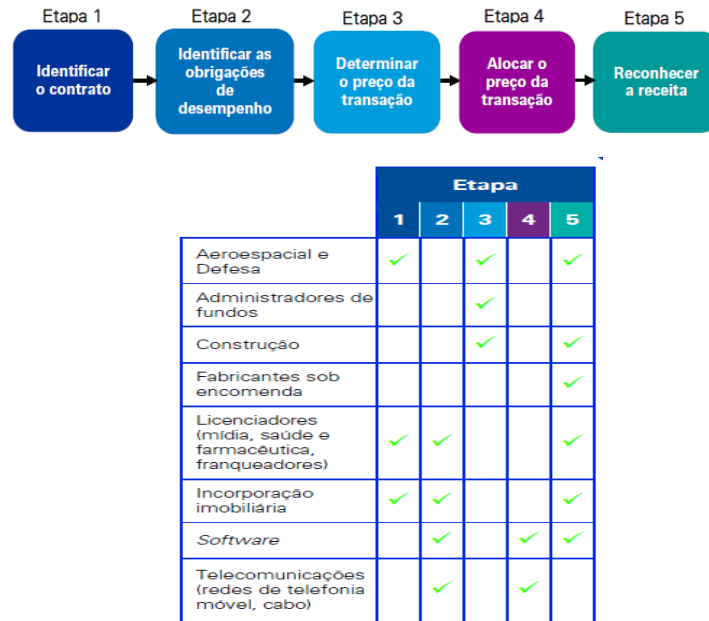 Etapa 1
Etapa 2
Etapa 3
Etapa 4
Etapa 5
Identificar
o contrato
Identificar as
obrigações
de
desempenho
Determinar
o preço da
transação
Alocar o
preço da
transação
Reconhecer
a receita
Etapa
1 2 3 4 5
Aeroespacial e
Defesa
✓ ✓ ✓
Administradores de
fundos
✓
Construção
✓ ✓
Fabricantes sob
encomenda
✓
Licenciadores
(mídia, saúde e
farmacêutica,
franqueadores)
✓ ✓ ✓
Incorporação
imobiliária
✓ ✓ ✓
Software
✓ ✓ ✓
Telecomunicações
(redes de telefonia
móvel, cabo)
✓ ✓